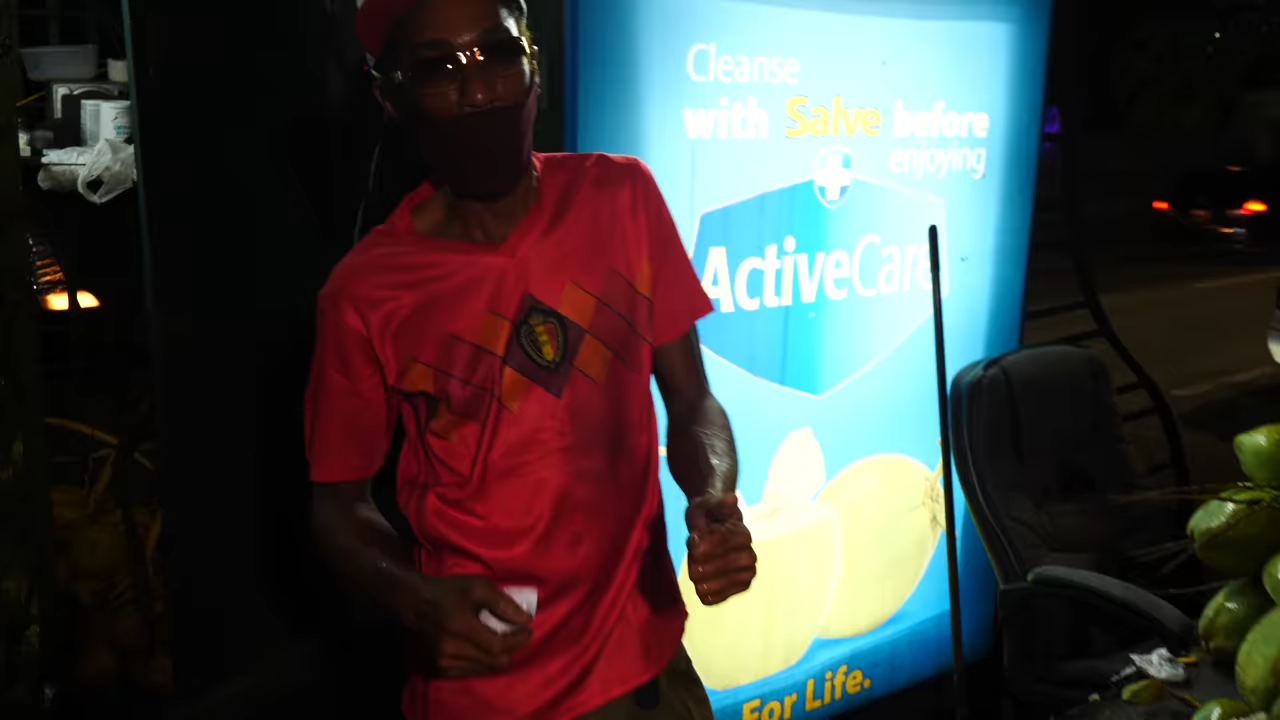 Cleanse
with Salve before
enjoying
ActiveCare
For Life.